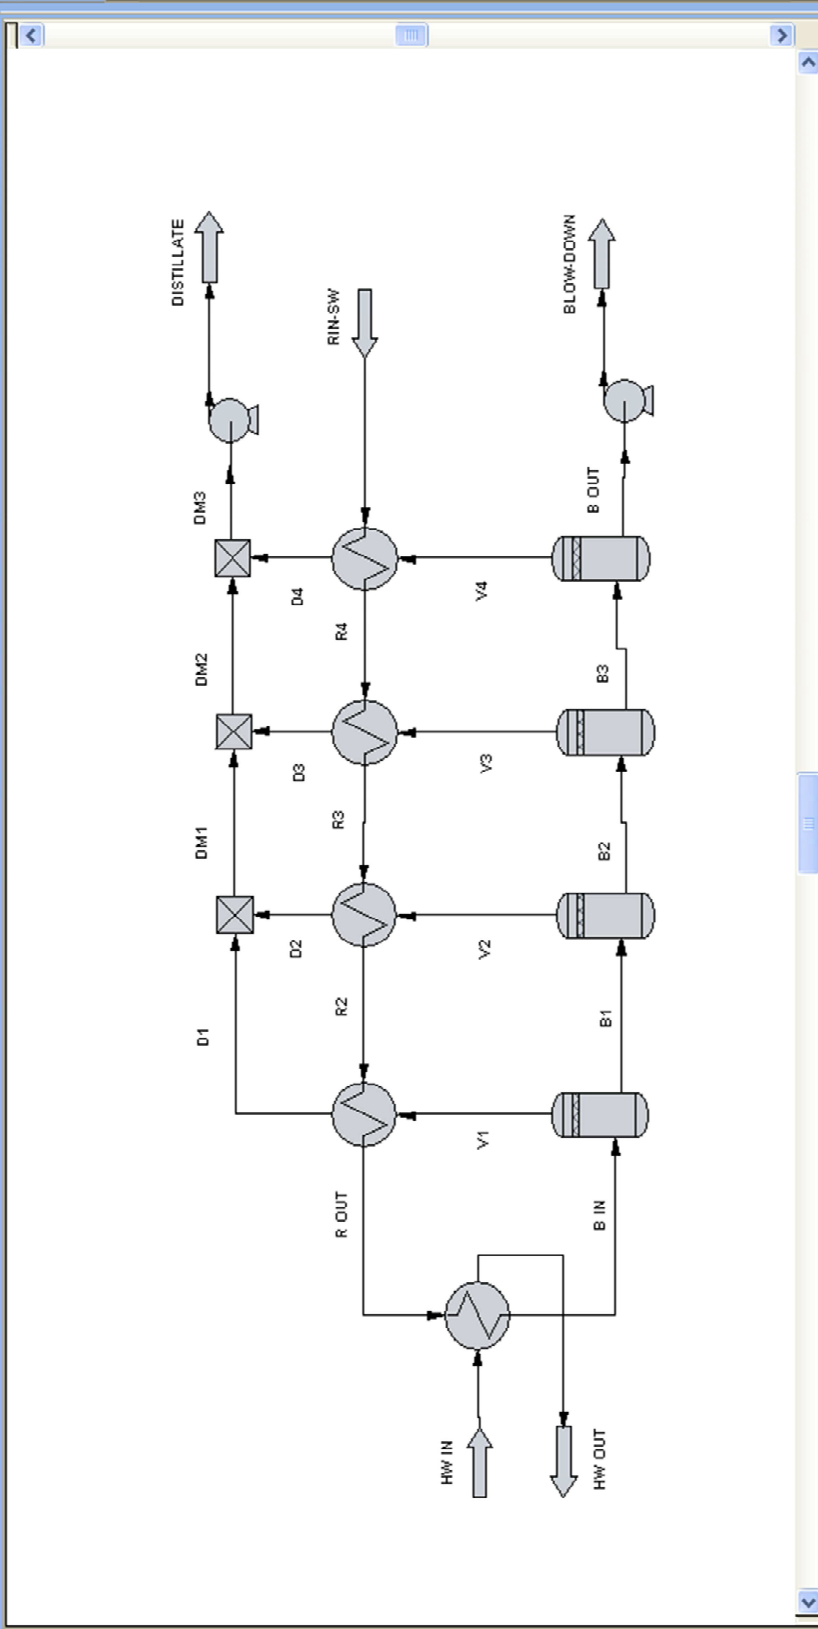 DISTILLATE
BLOW-DOWN
RIN-SW
B OUT
DM3
D4
V4
R4
DM2
B3
D3
V3
R3
DM1
B2
D2
V2
R2
B1
D1
V1
R OUT
B IN
HW IN
HW OUT